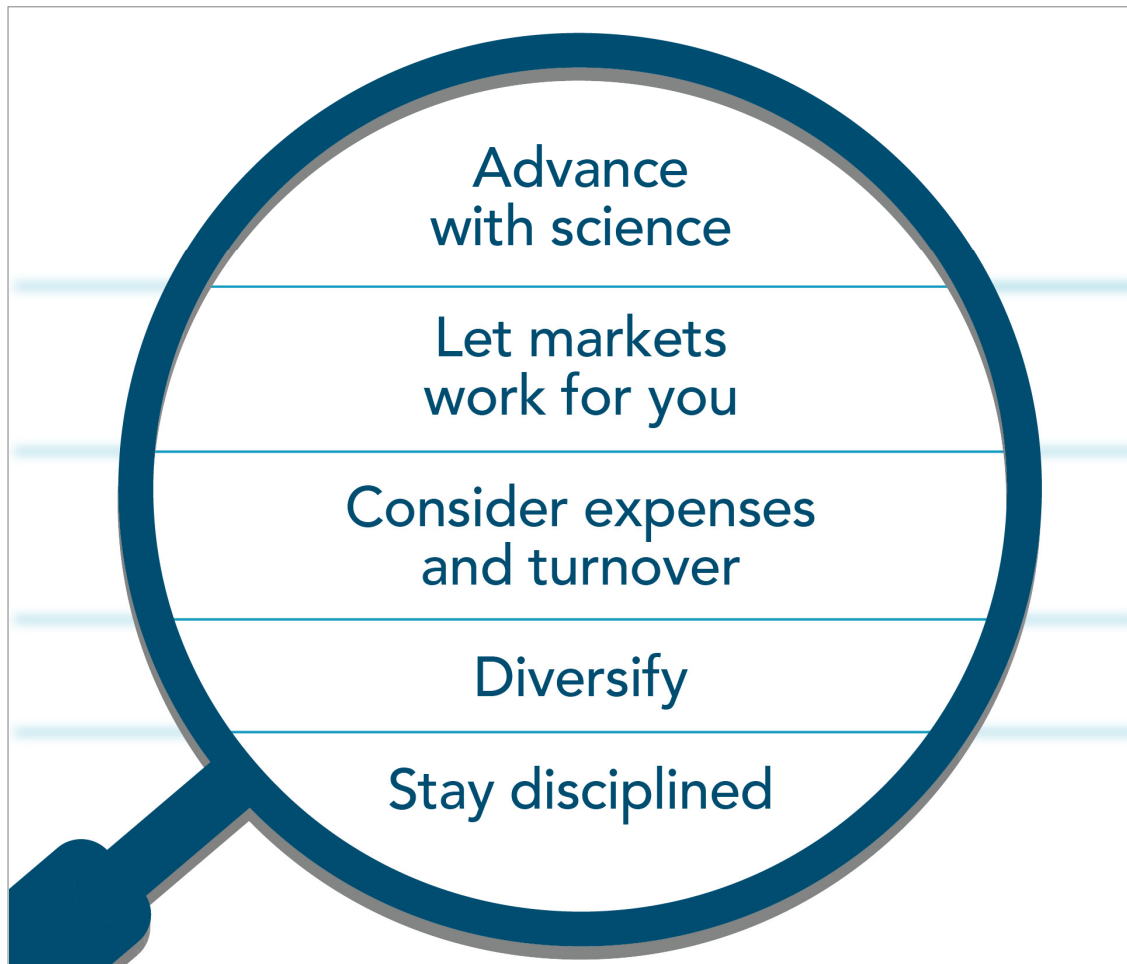 Advance
with science
Let markets
work for you
Consider expenses
and turnover
Diversify
Stay disciplined